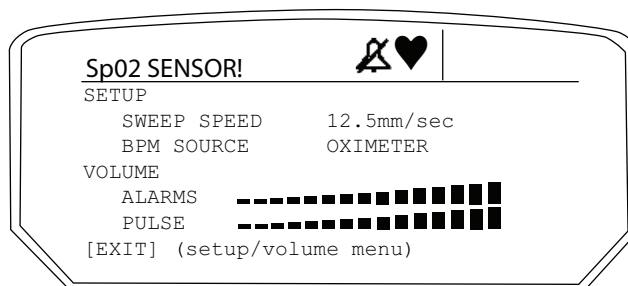 Sp02 SENSOR!
SETUP
SWEEP SPEED 12.5mm/sec
BPM SOURCE OXIMETER
VOLUME
ALARMS
PULSE
[EXIT] (setup/volume menu)